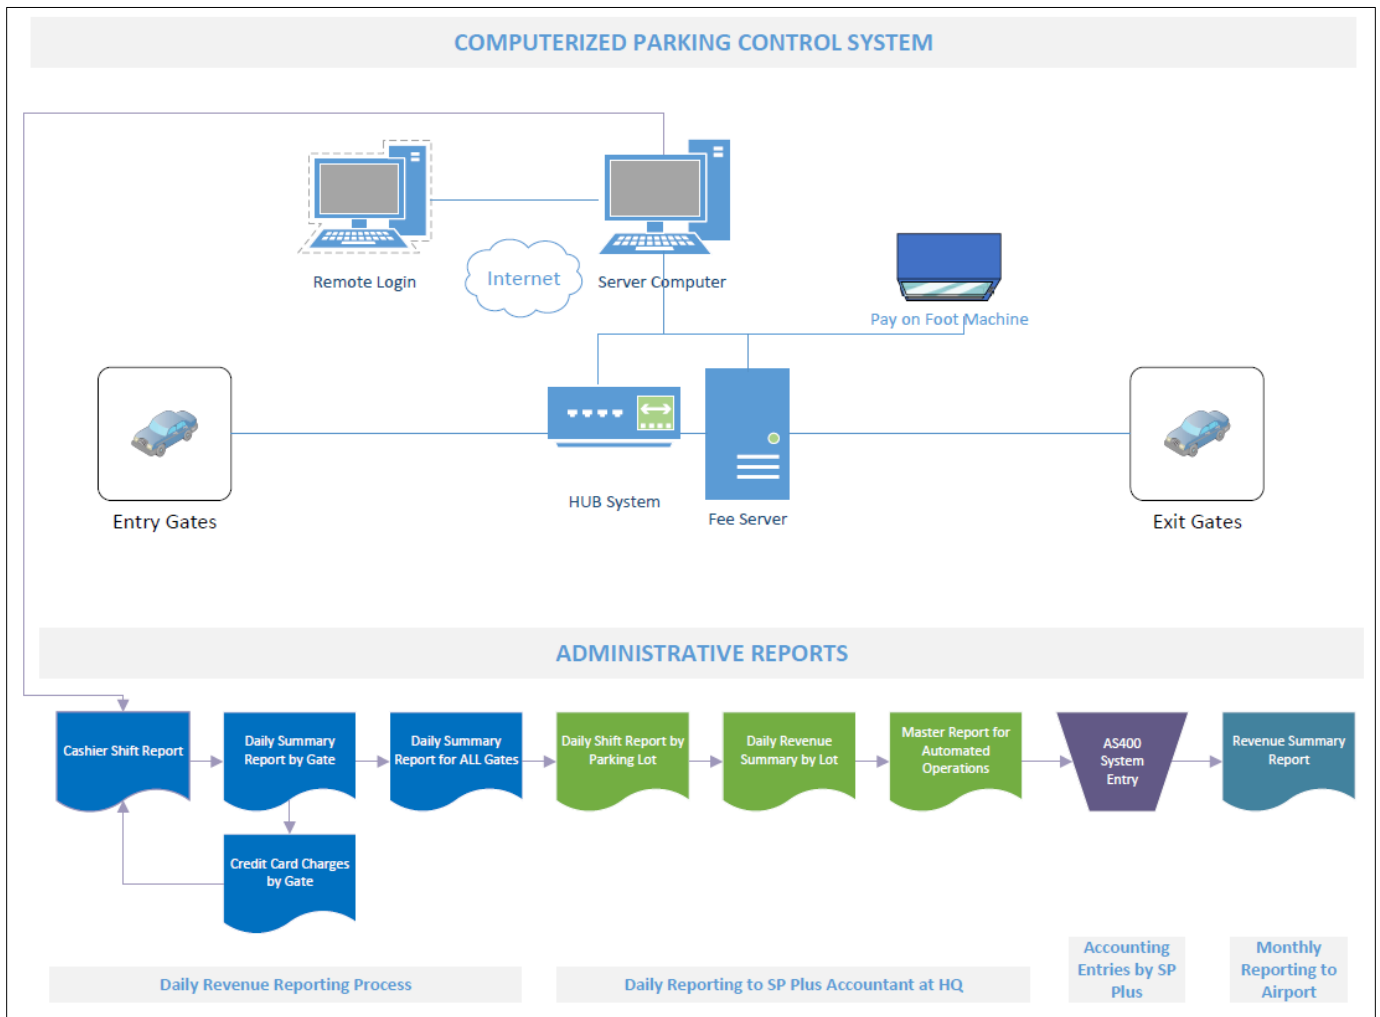 COMPUTERIZED PARKING CONTROL SYSTEM
Remote Login
Internet
Server Computer
Pay on Foot Machine
Entry Gates
HUB System
Fee Server
Exit Gates
ADMINISTRATIVE REPORTS
Cashier Shift Report
Daily Summary
Report by Gate
Daily Summary
Report for ALL Gates
Daily Shift Report by
Parking Lot
Daily Revenue
Summary by Lot
Master Report for
Automated
Operations
AS400
System
Entry
Revenue Summary
Report
Credit Card Charges
by Gate
Daily Revenue Reporting Process
Daily Reporting to SP Plus Accountant at HQ
Accounting
Entries by SP
Plus
Monthly
Reporting to
Airport